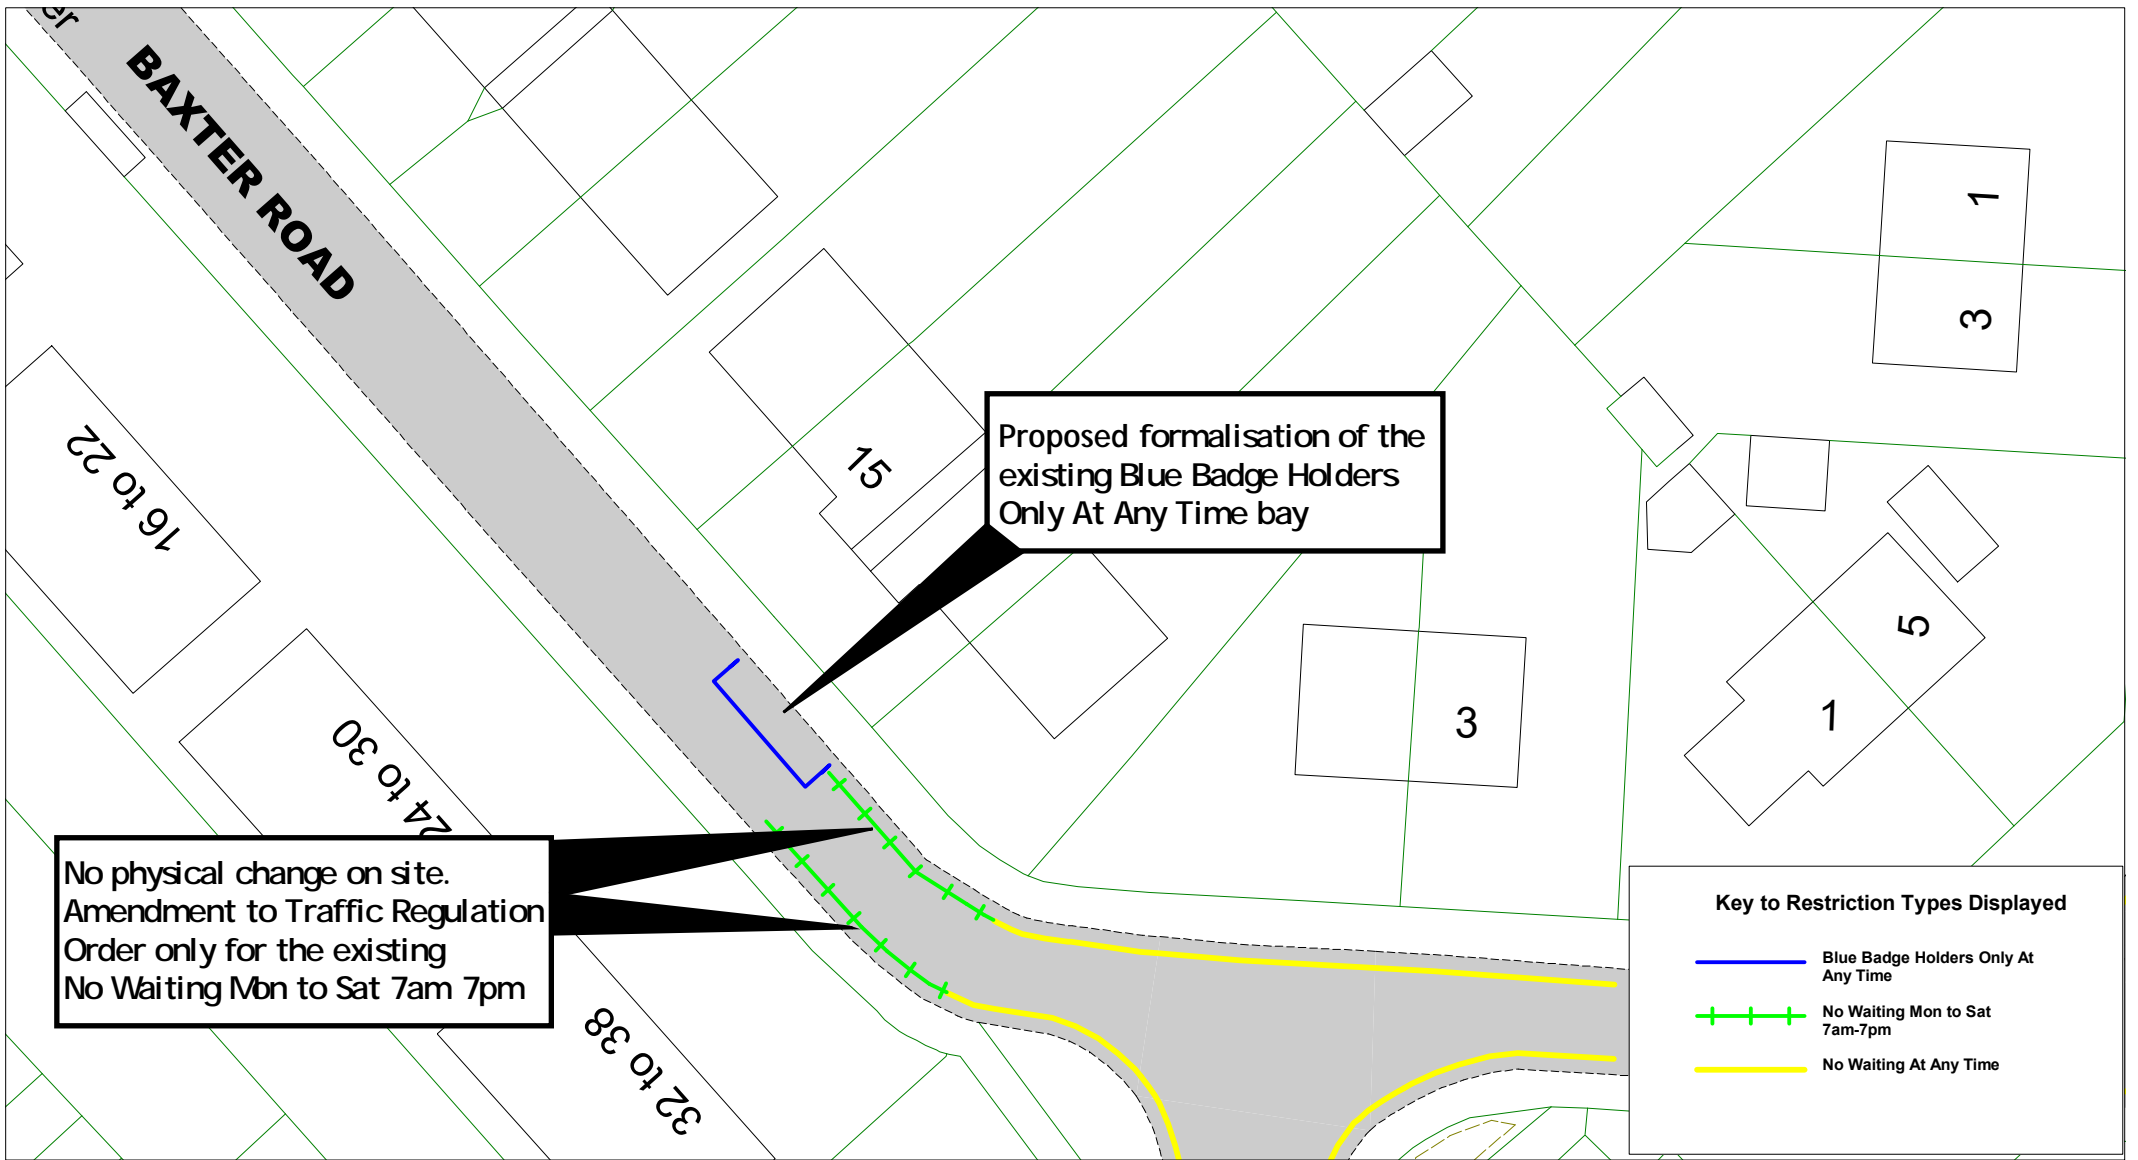 er
BAXTER ROAD
1
3
16 to 22
15
Proposed formalisation of the
existing Blue Badge Holders
Only At Any Time bay
5
1
3
24 to 30
No physical change on site.
Amendment to Traffic Regulation
Order only for the existing
No Waiting Mon to Sat 7am 7pm
32 to 38
Key to Restriction Types Displayed
Blue Badge Holders Only At
Any Time
No Waiting Mon to Sat
7am-7pm
No Waiting At Any Time